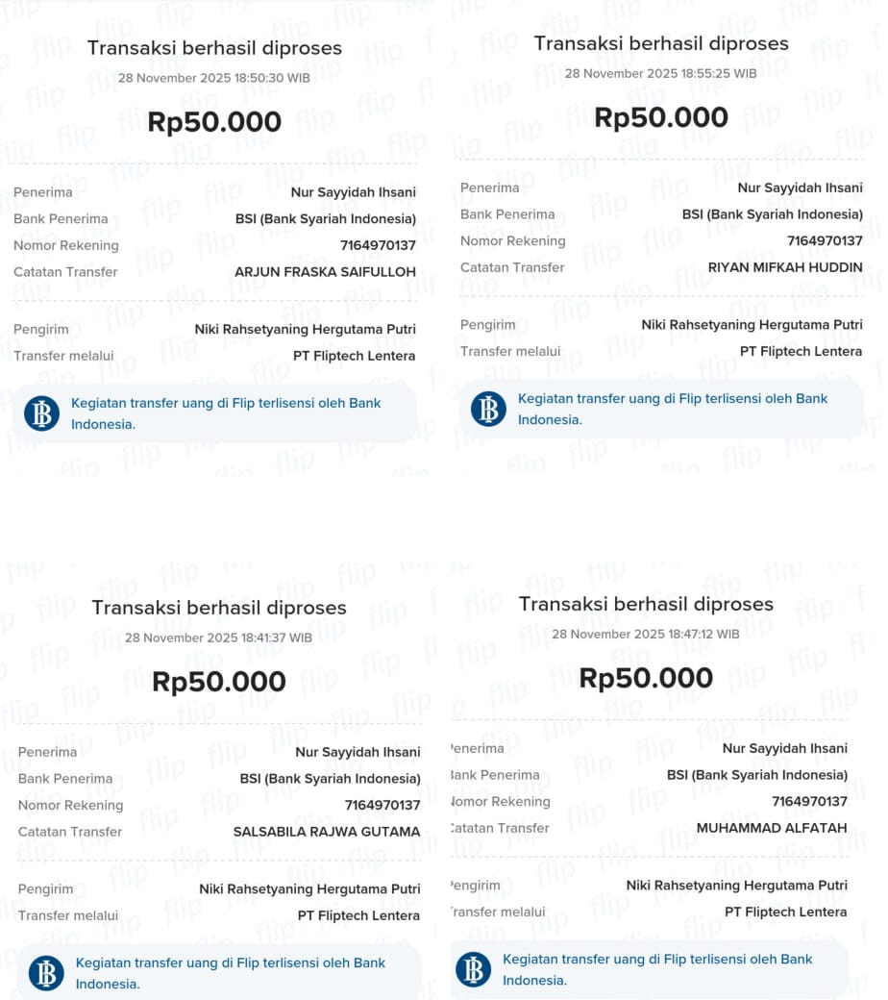 Transaksi berhasil diproses
28 November 2025 18:50:30 WIB
Rp50.000
Penerima Nur Sayyidah Ihsani
Bank Penerima BSI (Bank Syariah Indonesia)
Nomor Rekening 7164970137
Catatan Transfer ARJUN FRASKA SAIFULLOH
Pengirim Niki Rahsetyaning Hergutama Putri
Transfer melalui PT Fliptech Lentera
Kegiatan transfer uang di Flip terlisensi oleh Bank
Indonesia.
Transaksi berhasil diproses
28 November 2025 18:55:25 WIB
Rp50.000
Penerima Nur Sayyidah Ihsani
Bank Penerima BSI (Bank Syariah Indonesia)
Nomor Rekening 7164970137
Catatan Transfer RIYAN MIFKAH HUDDIN
Pengirim Niki Rahsetyaning Hergutama Putri
Transfer melalui PT Fliptech Lentera
Kegiatan transfer uang di Flip terlisensi oleh Bank
Indonesia.
Transaksi berhasil diproses
28 November 2025 18:41:37 WIB
Rp50.000
Penerima Nur Sayyidah Ihsani
Bank Penerima BSI (Bank Syariah Indonesia)
Nomor Rekening 7164970137
Catatan Transfer SALSABILA RAJWA GUTAMA
Pengirim Niki Rahsetyaning Hergutama Putri
Transfer melalui PT Fliptech Lentera
Kegiatan transfer uang di Flip terlisensi oleh Bank
Indonesia.
Transaksi berhasil diproses
28 November 2025 18:47:12 WIB
Rp50.000
Penerima Nur Sayyidah Ihsani
Bank Penerima BSI (Bank Syariah Indonesia)
Nomor Rekening 7164970137
Catatan Transfer MUHAMMAD ALFATAH
Pengirim Niki Rahsetyaning Hergutama Putri
Transfer melalui PT Fliptech Lentera
Kegiatan transfer uang di Flip terlisensi oleh Bank
Indonesia.